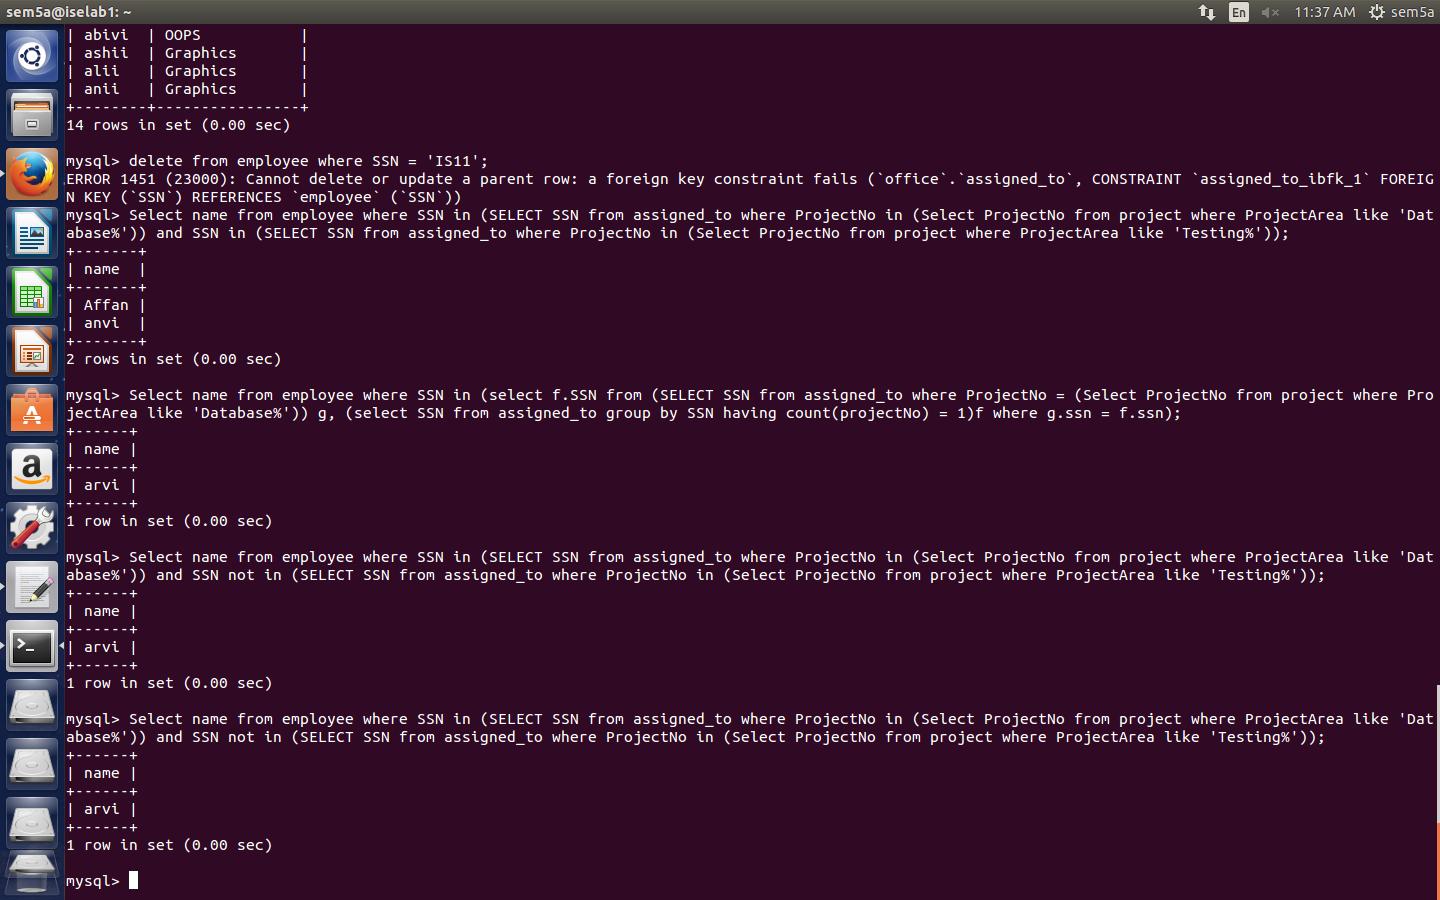 sem5a@iselab1: ~
En
11:37 AM
sem5a
| abivi  | OOPS           |
| ashii  | Graphics       |
| alii   | Graphics       |
| anii   | Graphics       |
+--------+----------------+
14 rows in set (0.00 sec)
mysql> delete from employee where SSN = 'IS11';
ERROR 1451 (23000): Cannot delete or update a parent row: a foreign key constraint fails (`office`.`assigned_to`, CONSTRAINT `assigned_to_ibfk_1` FOREIG
N KEY (`SSN`) REFERENCES `employee` (`SSN`))
mysql> Select name from employee where SSN in (SELECT SSN from assigned_to where ProjectNo in (Select ProjectNo from project where ProjectArea like 'Dat
abase%')) and SSN in (SELECT SSN from assigned_to where ProjectNo in (Select ProjectNo from project where ProjectArea like 'Testing%'));
+-------+
| name  |
+-------+
| Affan |
| anvi  |
+-------+
2 rows in set (0.00 sec)
mysql> Select name from employee where SSN in (select f.SSN from (SELECT SSN from assigned_to where ProjectNo = (Select ProjectNo from project where Pro
jectArea like 'Database%')) g, (select SSN from assigned_to group by SSN having count(projectNo) = 1)f where g.ssn = f.ssn);
+------+
| name |
+------+
| arvi |
+------+
1 row in set (0.00 sec)
mysql> Select name from employee where SSN in (SELECT SSN from assigned_to where ProjectNo in (Select ProjectNo from project where ProjectArea like 'Dat
abase%')) and SSN not in (SELECT SSN from assigned_to where ProjectNo in (Select ProjectNo from project where ProjectArea like 'Testing%'));
+------+
| name |
+------+
| arvi |
+------+
1 row in set (0.00 sec)
mysql> Select name from employee where SSN in (SELECT SSN from assigned_to where ProjectNo in (Select ProjectNo from project where ProjectArea like 'Dat
abase%')) and SSN not in (SELECT SSN from assigned_to where ProjectNo in (Select ProjectNo from project where ProjectArea like 'Testing%'));
+------+
| name |
+------+
| arvi |
+------+
1 row in set (0.00 sec)
mysql>